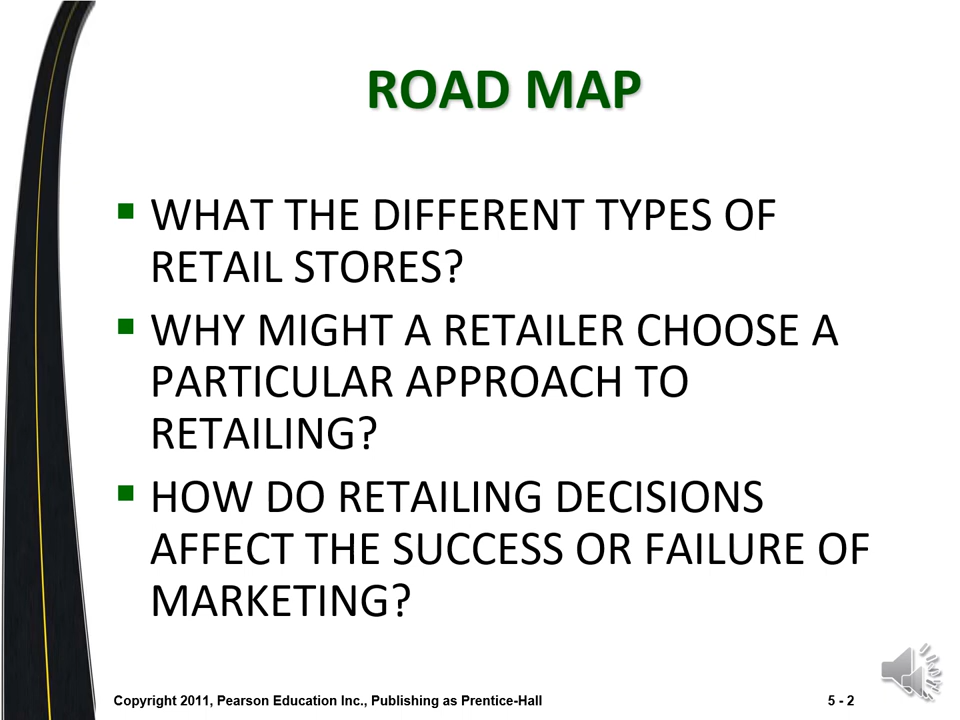 ROAD MAP
▪ WHAT THE DIFFERENT TYPES OF
RETAIL STORES?
▪ WHY MIGHT A RETAILER CHOOSE A
PARTICULAR APPROACH TO
RETAILING?
▪ HOW DO RETAILING DECISIONS
AFFECT THE SUCCESS OR FAILURE OF
MARKETING?
Copyright 2011, Pearson Education Inc., Publishing as Prentice-Hall
5 - 2